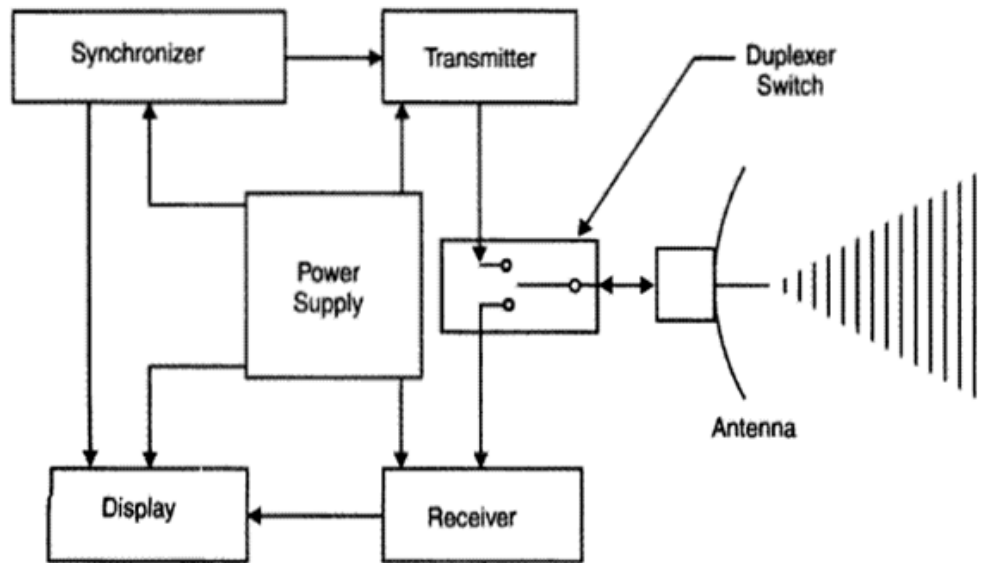 Synchronizer
Transmitter
Duplexer
Switch
Power
Supply
Antenna
Display
Receiver